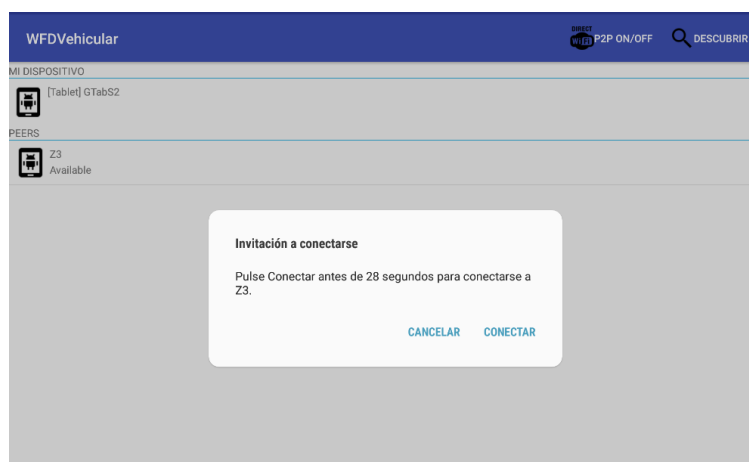 WFDVehicular
DIRECT
WiFi
P2P ON/OFF
DESCUBRIR
MI DISPOSITIVO
[Tablet] GTabS2
PEERS
Z3
Available
Invitación a conectarse
Pulse Conectar antes de 28 segundos para conectarse a
Z3.
CANCELAR CONECTAR